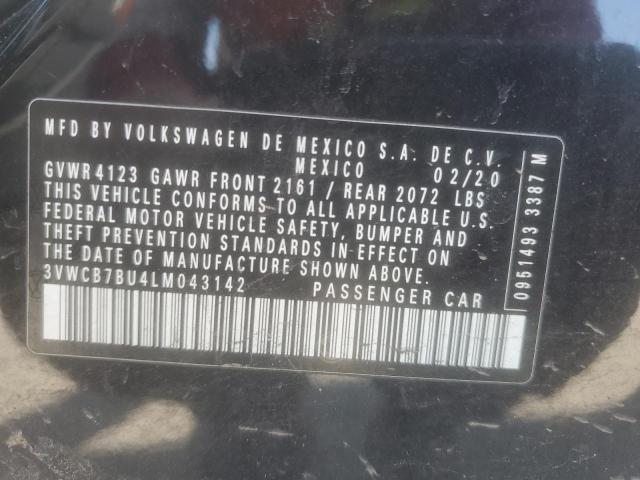 MFD BY VOLKSWAGEN DE MEXICO S.A. DE C.V.
MEXICO 02/20
GVWR 4123 GAWR FRONT 2161 / REAR 2072 LBS
THIS VEHICLE CONFORMS TO ALL APPLICABLE U.S.
FEDERAL MOTOR VEHICLE SAFETY, BUMPER AND
THEFT PREVENTION STANDARDS IN EFFECT ON
THE DATE OF MANUFACTURE SHOWN ABOVE
3VWCB7BU4LM043142 PASSENGER CAR
0951493 3387 M